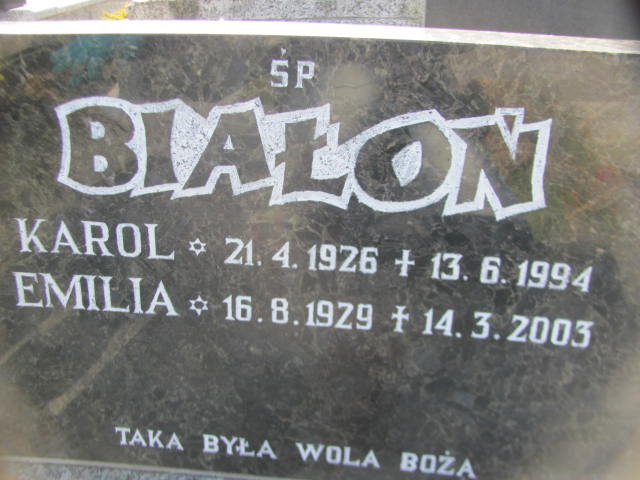 ŚP
BIAŁOŃ
KAROL ✡ 21.4.1926 ✝ 13.6.1994
EMILIA ✡ 16.8.1929 ✝ 14.3.2003
TAKA BYŁA WOLA BOŻA